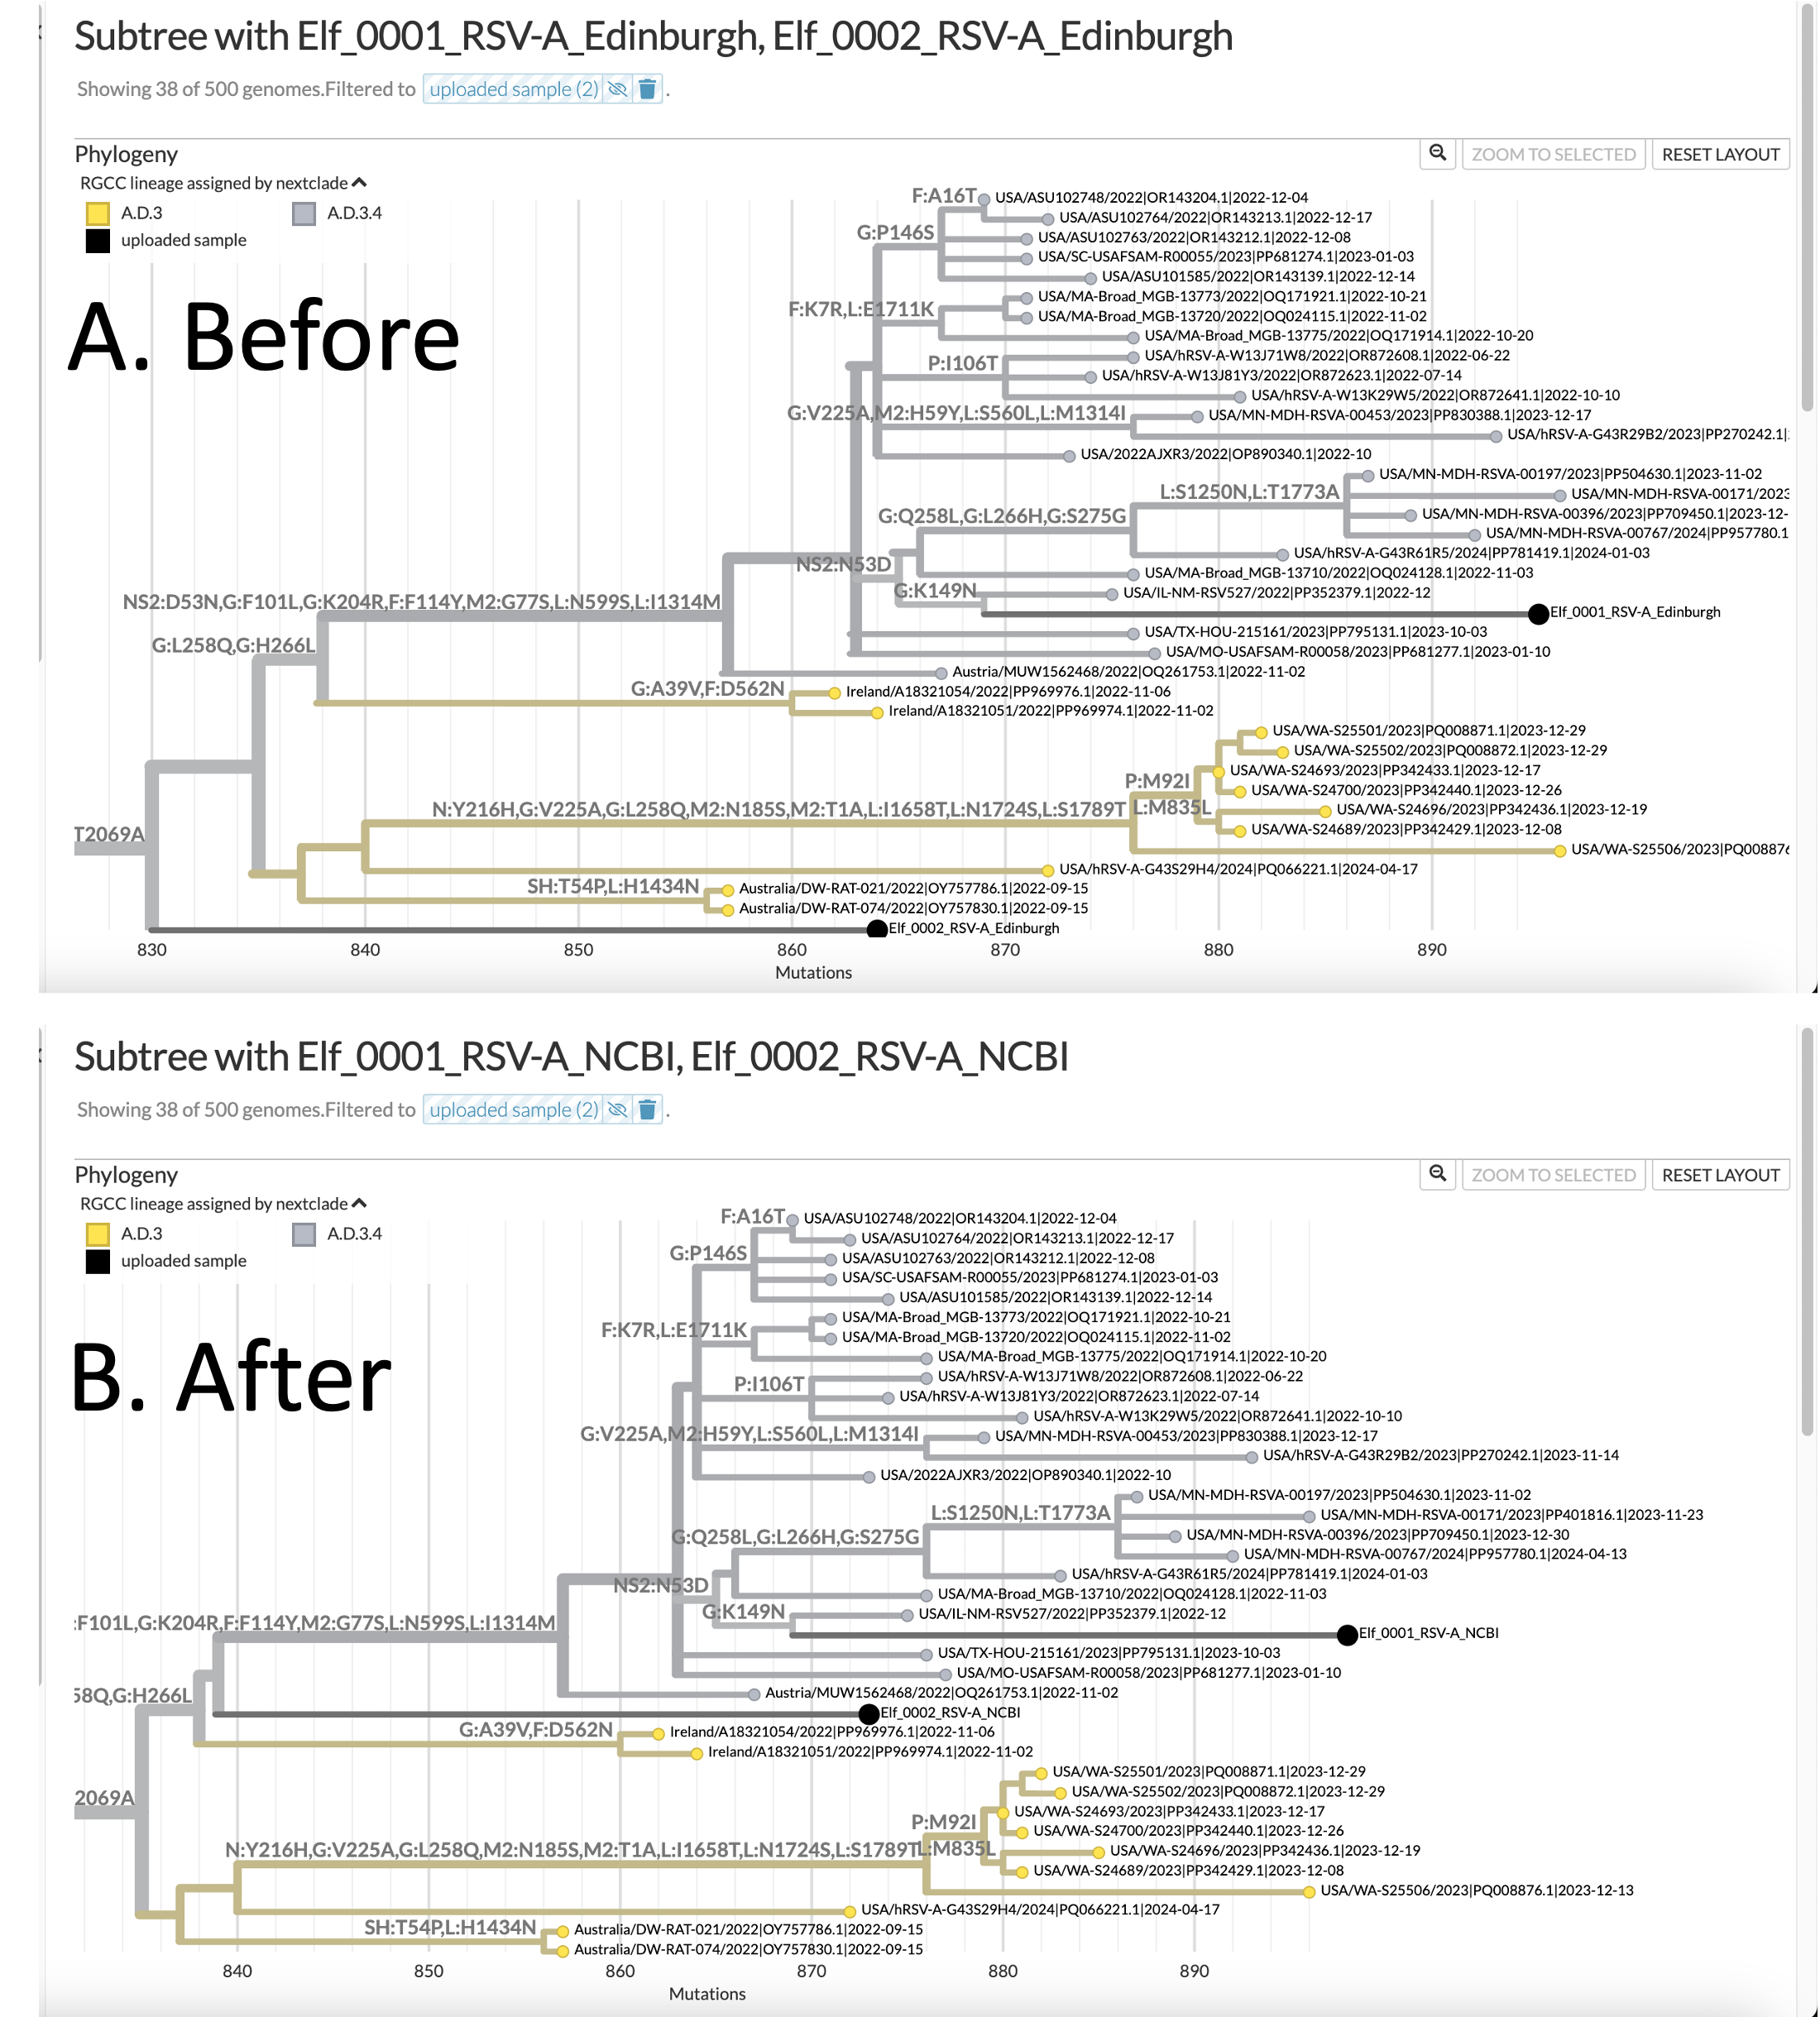 Subtree with Elf_0001_RSV-A_Edinburgh, Elf_0002_RSV-A_Edinburgh
Showing 38 of 500 genomes.Filtered to uploaded sample (2) .
Phylogeny
ZOOM TO SELECTED RESET LAYOUT
RGCC lineage assigned by nextclade
A.D.3 A.D.3.4
uploaded sample
A. Before
F:A16T USA/ASU102748/2022|OR143204.1|2022-12-04
USA/ASU102764/2022|OR143213.1|2022-12-17
G:P146S USA/ASU102763/2022|OR143212.1|2022-12-08
USA/SC-USAFSAM-R00055/2023|PP681274.1|2023-01-03
USA/ASU101585/2022|OR143139.1|2022-12-14
USA/MA-Broad_MGB-13773/2022|OQ171921.1|2022-10-21
F:K7R,L:E1711K USA/MA-Broad_MGB-13720/2022|OQ024115.1|2022-11-02
USA/MA-Broad_MGB-13775/2022|OQ171914.1|2022-10-20
USA/hRSV-A-W13J71W8/2022|OR872608.1|2022-06-22
P:I106T USA/hRSV-A-W13J81Y3/2022|OR872623.1|2022-07-14
USA/hRSV-A-W13K29W5/2022|OR872641.1|2022-10-10
G:V225A,M2:H59Y,L:S560L,L:M1314I USA/MN-MDH-RSVA-00453/2023|PP830388.1|2023-12-17
USA/hRSV-A-G43R29B2/2023|PP270242.1|
USA/2022AJXR3/2022|OP890340.1|2022-10
USA/MN-MDH-RSVA-00197/2023|PP504630.1|2023-11-02
L:S1250N,L:T1773A USA/MN-MDH-RSVA-00171/2023
G:Q258L,G:L266H,G:S275G USA/MN-MDH-RSVA-00396/2023|PP709450.1|2023-12-
USA/MN-MDH-RSVA-00767/2024|PP957780.1
USA/hRSV-A-G43R61R5/2024|PP781419.1|2024-01-03
NS2:N53D USA/MA-Broad_MGB-13710/2022|OQ024128.1|2022-11-03
G:K149N USA/IL-NM-RSV527/2022|PP352379.1|2022-12
NS2:D53N,G:F101L,G:K204R,F:F114Y,M2:G77S,L:N599S,L:I1314M Elf_0001_RSV-A_Edinburgh
USA/TX-HOU-215161/2023|PP795131.1|2023-10-03
G:L258Q,G:H266L USA/MO-USAFSAM-R00058/2023|PP681277.1|2023-01-10
Austria/MUW1562468/2022|OQ261753.1|2022-11-02
G:A39V,F:D562N Ireland/A18321054/2022|PP969976.1|2022-11-06
Ireland/A18321051/2022|PP969974.1|2022-11-02
USA/WA-S25501/2023|PQ008871.1|2023-12-29
USA/WA-S25502/2023|PQ008872.1|2023-12-29
USA/WA-S24693/2023|PP342433.1|2023-12-17
P:M92I USA/WA-S24700/2023|PP342440.1|2023-12-26
N:Y216H,G:V225A,G:L258Q,M2:N185S,M2:T1A,L:I1658T,L:N1724S,L:S1789T L:M835L USA/WA-S24696/2023|PP342436.1|2023-12-19
T2069A USA/WA-S24689/2023|PP342429.1|2023-12-08
USA/WA-S25506/2023|PQ008876
USA/hRSV-A-G43S29H4/2024|PQ066221.1|2024-04-17
SH:T54P,L:H1434N Australia/DW-RAT-021/2022|OY757786.1|2022-09-15
Australia/DW-RAT-074/2022|OY757830.1|2022-09-15
Elf_0002_RSV-A_Edinburgh
830 840 850 860 870 880 890
Mutations
Subtree with Elf_0001_RSV-A_NCBI, Elf_0002_RSV-A_NCBI
Showing 38 of 500 genomes.Filtered to uploaded sample (2) .
Phylogeny
ZOOM TO SELECTED RESET LAYOUT
RGCC lineage assigned by nextclade
A.D.3 A.D.3.4
uploaded sample
B. After
F:A16T USA/ASU102748/2022|OR143204.1|2022-12-04
USA/ASU102764/2022|OR143213.1|2022-12-17
G:P146S USA/ASU102763/2022|OR143212.1|2022-12-08
USA/SC-USAFSAM-R00055/2023|PP681274.1|2023-01-03
USA/ASU101585/2022|OR143139.1|2022-12-14
USA/MA-Broad_MGB-13773/2022|OQ171921.1|2022-10-21
F:K7R,L:E1711K USA/MA-Broad_MGB-13720/2022|OQ024115.1|2022-11-02
USA/MA-Broad_MGB-13775/2022|OQ171914.1|2022-10-20
USA/hRSV-A-W13J71W8/2022|OR872608.1|2022-06-22
P:I106T USA/hRSV-A-W13J81Y3/2022|OR872623.1|2022-07-14
USA/hRSV-A-W13K29W5/2022|OR872641.1|2022-10-10
G:V225A,M2:H59Y,L:S560L,L:M1314I USA/MN-MDH-RSVA-00453/2023|PP830388.1|2023-12-17
USA/hRSV-A-G43R29B2/2023|PP270242.1|2023-11-14
USA/2022AJXR3/2022|OP890340.1|2022-10
USA/MN-MDH-RSVA-00197/2023|PP504630.1|2023-11-02
L:S1250N,L:T1773A USA/MN-MDH-RSVA-00171/2023|PP401816.1|2023-11-23
G:Q258L,G:L266H,G:S275G USA/MN-MDH-RSVA-00396/2023|PP709450.1|2023-12-30
USA/MN-MDH-RSVA-00767/2024|PP957780.1|2024-04-13
USA/hRSV-A-G43R61R5/2024|PP781419.1|2024-01-03
NS2:N53D USA/MA-Broad_MGB-13710/2022|OQ024128.1|2022-11-03
G:K149N USA/IL-NM-RSV527/2022|PP352379.1|2022-12
:F101L,G:K204R,F:F114Y,M2:G77S,L:N599S,L:I1314M Elf_0001_RSV-A_NCBI
USA/TX-HOU-215161/2023|PP795131.1|2023-10-03
USA/MO-USAFSAM-R00058/2023|PP681277.1|2023-01-10
58Q,G:H266L Austria/MUW1562468/2022|OQ261753.1|2022-11-02
Elf_0002_RSV-A_NCBI
G:A39V,F:D562N Ireland/A18321054/2022|PP969976.1|2022-11-06
Ireland/A18321051/2022|PP969974.1|2022-11-02
USA/WA-S25501/2023|PQ008871.1|2023-12-29
2069A USA/WA-S25502/2023|PQ008872.1|2023-12-29
USA/WA-S24693/2023|PP342433.1|2023-12-17
P:M92I USA/WA-S24700/2023|PP342440.1|2023-12-26
N:Y216H,G:V225A,G:L258Q,M2:N185S,M2:T1A,L:I1658T,L:N1724S,L:S1789T L:M835L USA/WA-S24696/2023|PP342436.1|2023-12-19
USA/WA-S24689/2023|PP342429.1|2023-12-08
USA/WA-S25506/2023|PQ008876.1|2023-12-13
USA/hRSV-A-G43S29H4/2024|PQ066221.1|2024-04-17
SH:T54P,L:H1434N Australia/DW-RAT-021/2022|OY757786.1|2022-09-15
Australia/DW-RAT-074/2022|OY757830.1|2022-09-15
840 850 860 870 880 890
Mutations